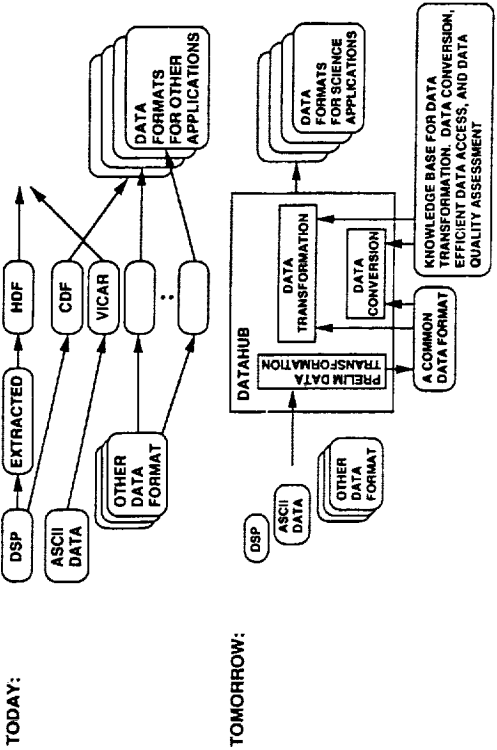 TODAY:
DSP
EXTRACTED
HDF
CDF
VICAR
ASCII
DATA
OTHER
DATA
FORMAT
DATA
FORMATS
FOR OTHER
APPLICATIONS
TOMORROW:
DSP
ASCII
DATA
OTHER
DATA
FORMAT
DATAHUB
PRELIM DATA
TRANSFORMATION
DATA
TRANSFORMATION
DATA
CONVERSION
DATA
FORMATS
FOR SCIENCE
APPLICATIONS
A COMMON
DATA FORMAT
KNOWLEDGE BASE FOR DATA
TRANSFORMATION. DATA CONVERSION,
EFFICIENT DATA ACCESS, AND DATA
QUALITY ASSESSMENT